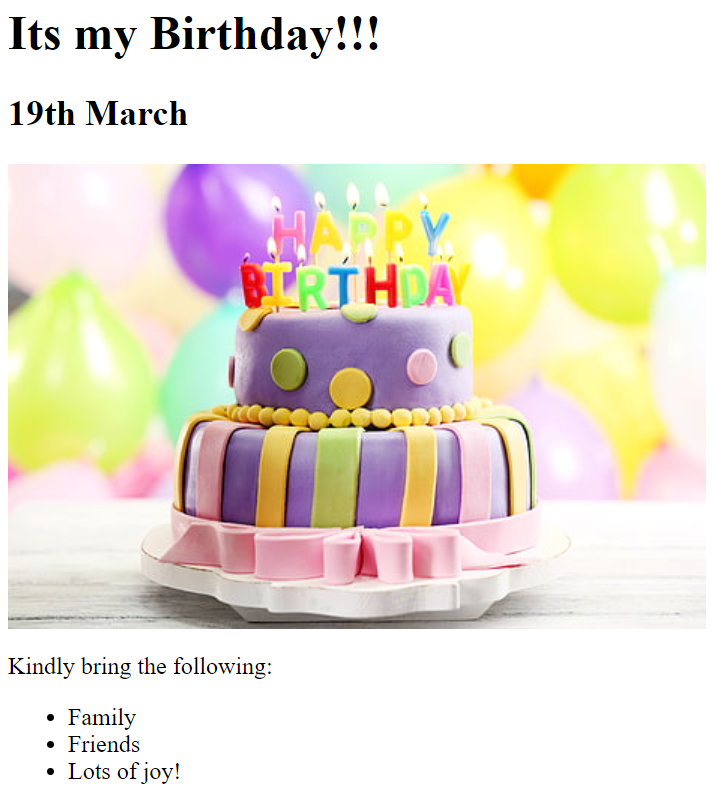 Its my Birthday!!!
19th March
HAPPY
BIRTHDAY
Kindly bring the following:
Family
Friends
Lots of joy!